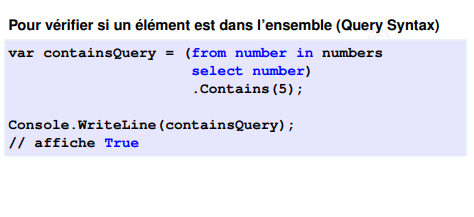 Pour vérifier si un élément est dans l'ensemble (Query Syntax)
var containsQuery = (from number in numbers
select number)
.Contains(5);
Console.WriteLine(containsQuery);
// affiche True